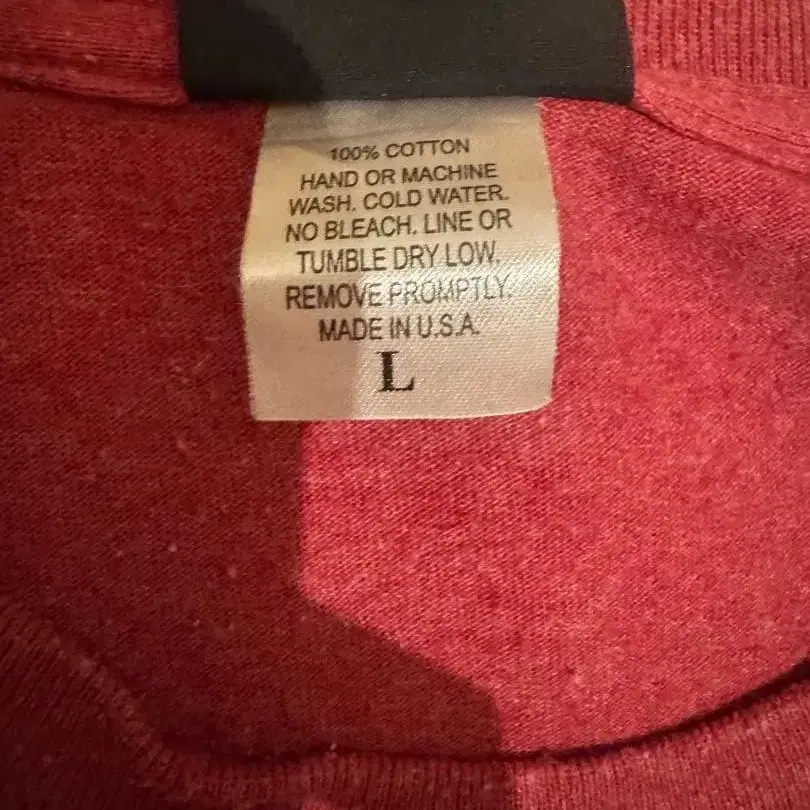 100% COTTON
HAND OR MACHINE
WASH. COLD WATER.
NO BLEACH. LINE OR
TUMBLE DRY LOW.
REMOVE PROMPTLY.
MADE IN U.S.A.
L